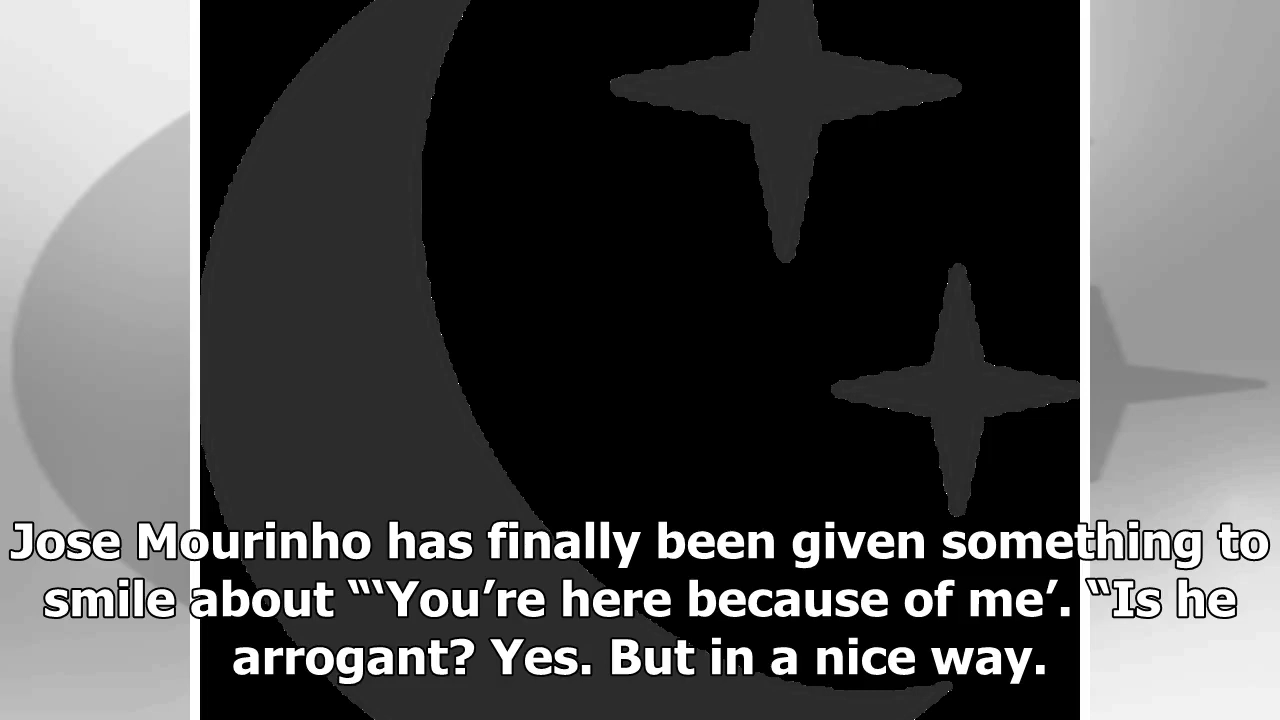 Jose Mourinho has finally been given something to
smile about “‘You’re here because of me’. “Is he
arrogant? Yes. But in a nice way.